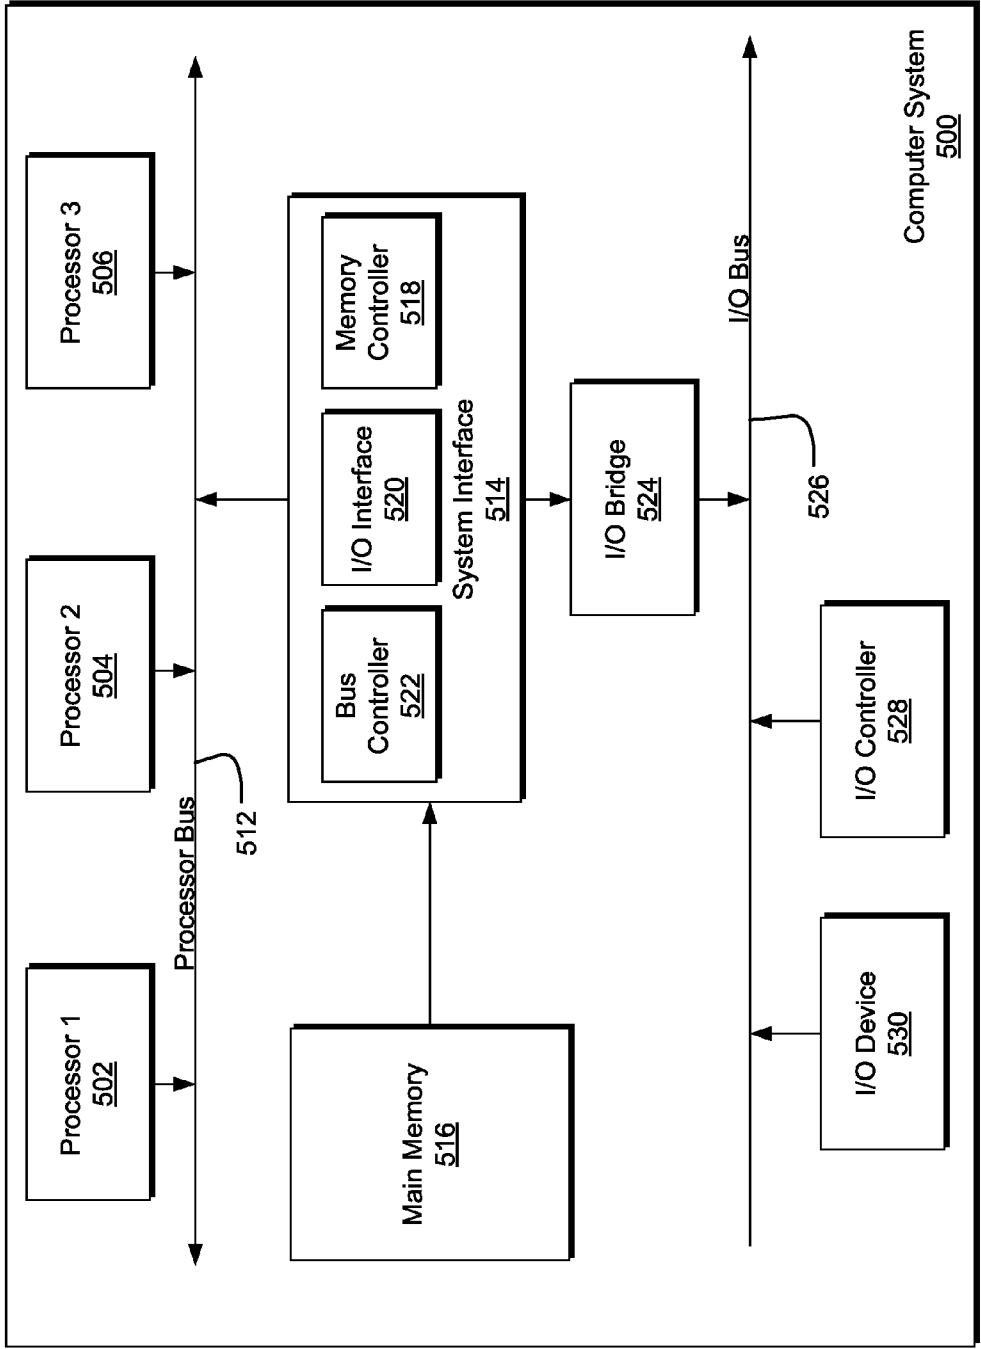 Processor 1
502
Processor 2
504
Processor 3
506
Processor Bus
512
Main Memory
516
Bus
Controller
522
I/O Interface
520
Memory
Controller
518
System Interface
514
I/O Bridge
524
I/O Bus
526
I/O Device
530
I/O Controller
528
Computer System
500